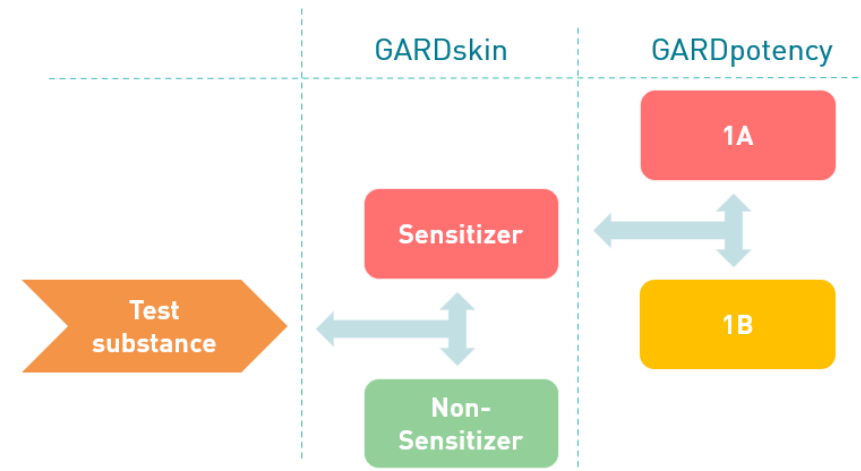 GARDskin
GARDpotency
1A
Sensitizer
Test
substance
1B
Non-
Sensitizer